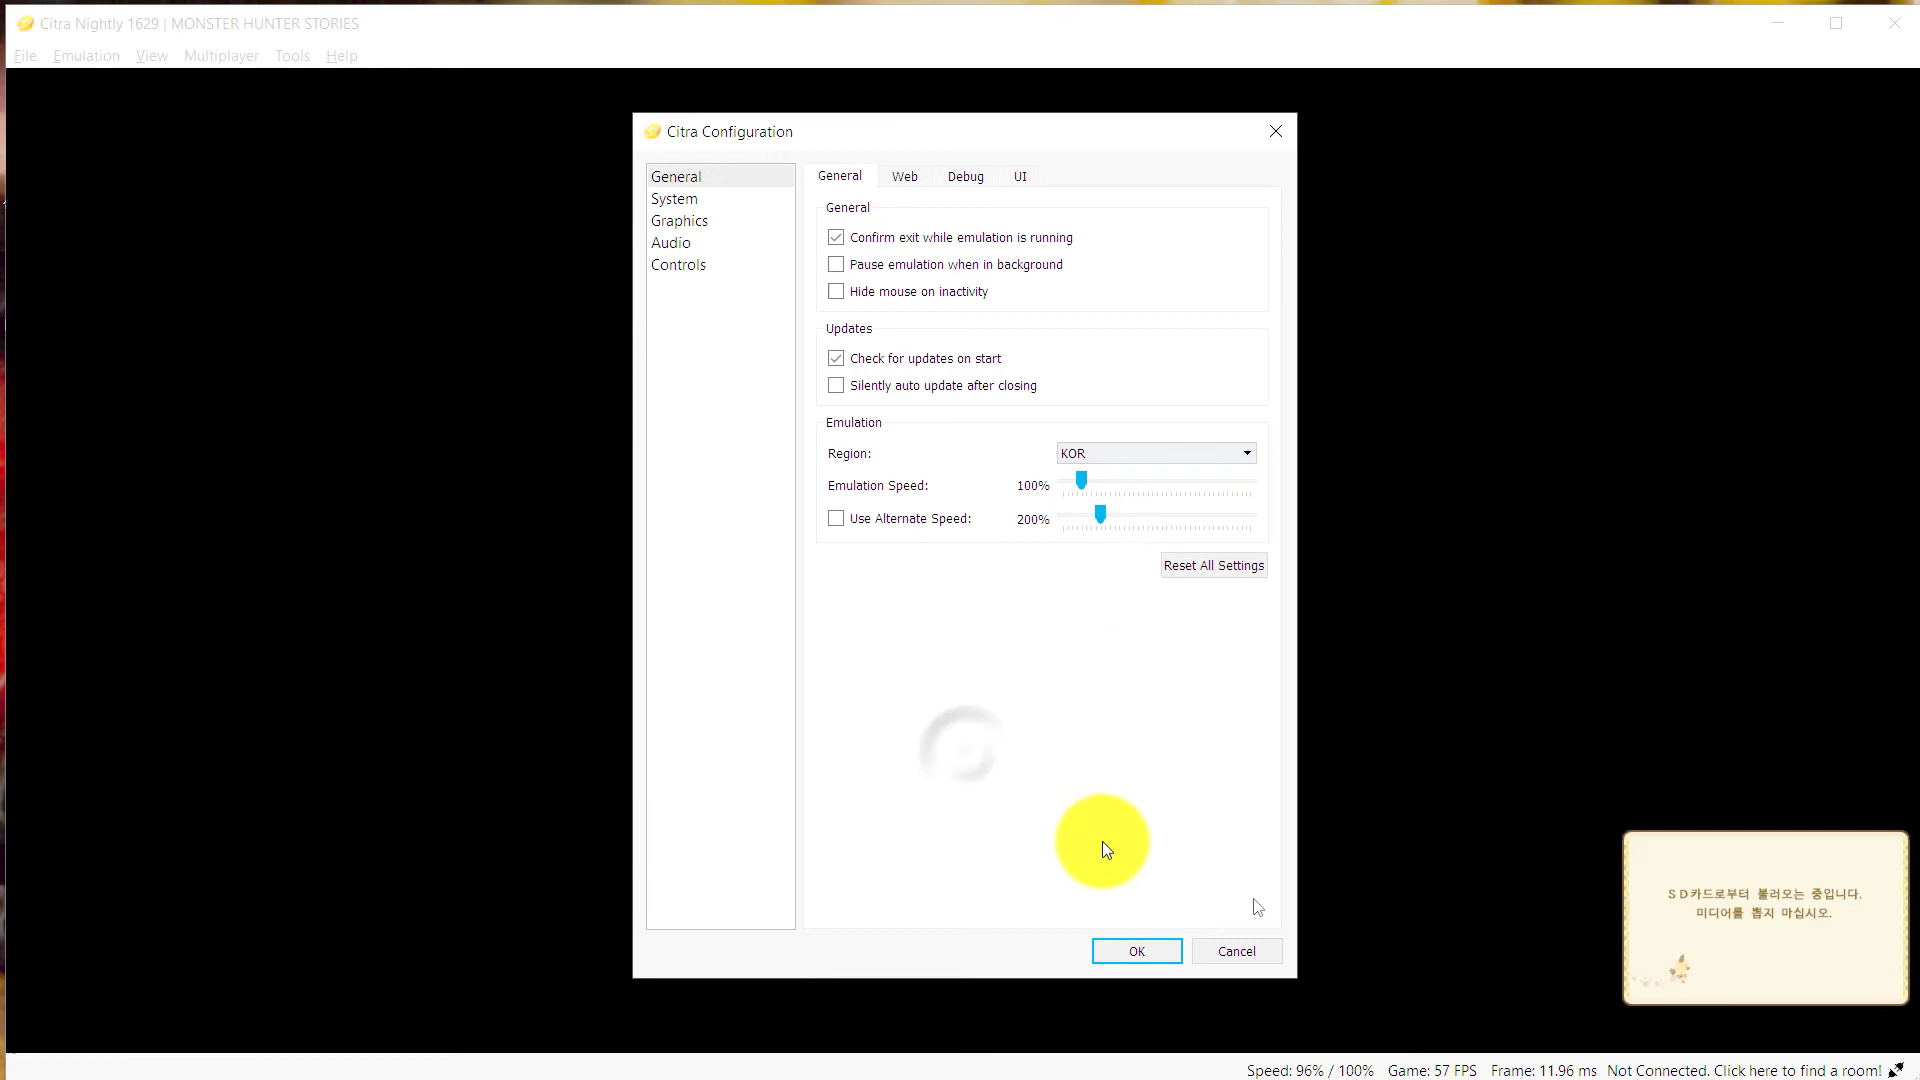 Citra Nightly 1629 | MONSTER HUNTER STORIES
File Emulation View Multiplayer Tools Help
Citra Configuration
General
System
Graphics
Audio
Controls
General Web Debug UI
General
Confirm exit while emulation is running
Pause emulation when in background
Hide mouse on inactivity
Updates
Check for updates on start
Silently auto update after closing
Emulation
Region: KOR
Emulation Speed: 100%
Use Alternate Speed: 200%
Reset All Settings
OK Cancel
SD카드로부터 불러오는 중입니다.
미디어를 뽑지 마십시오.
Speed: 96% / 100% Game: 57 FPS Frame: 11.96 ms Not Connected. Click here to find a room!